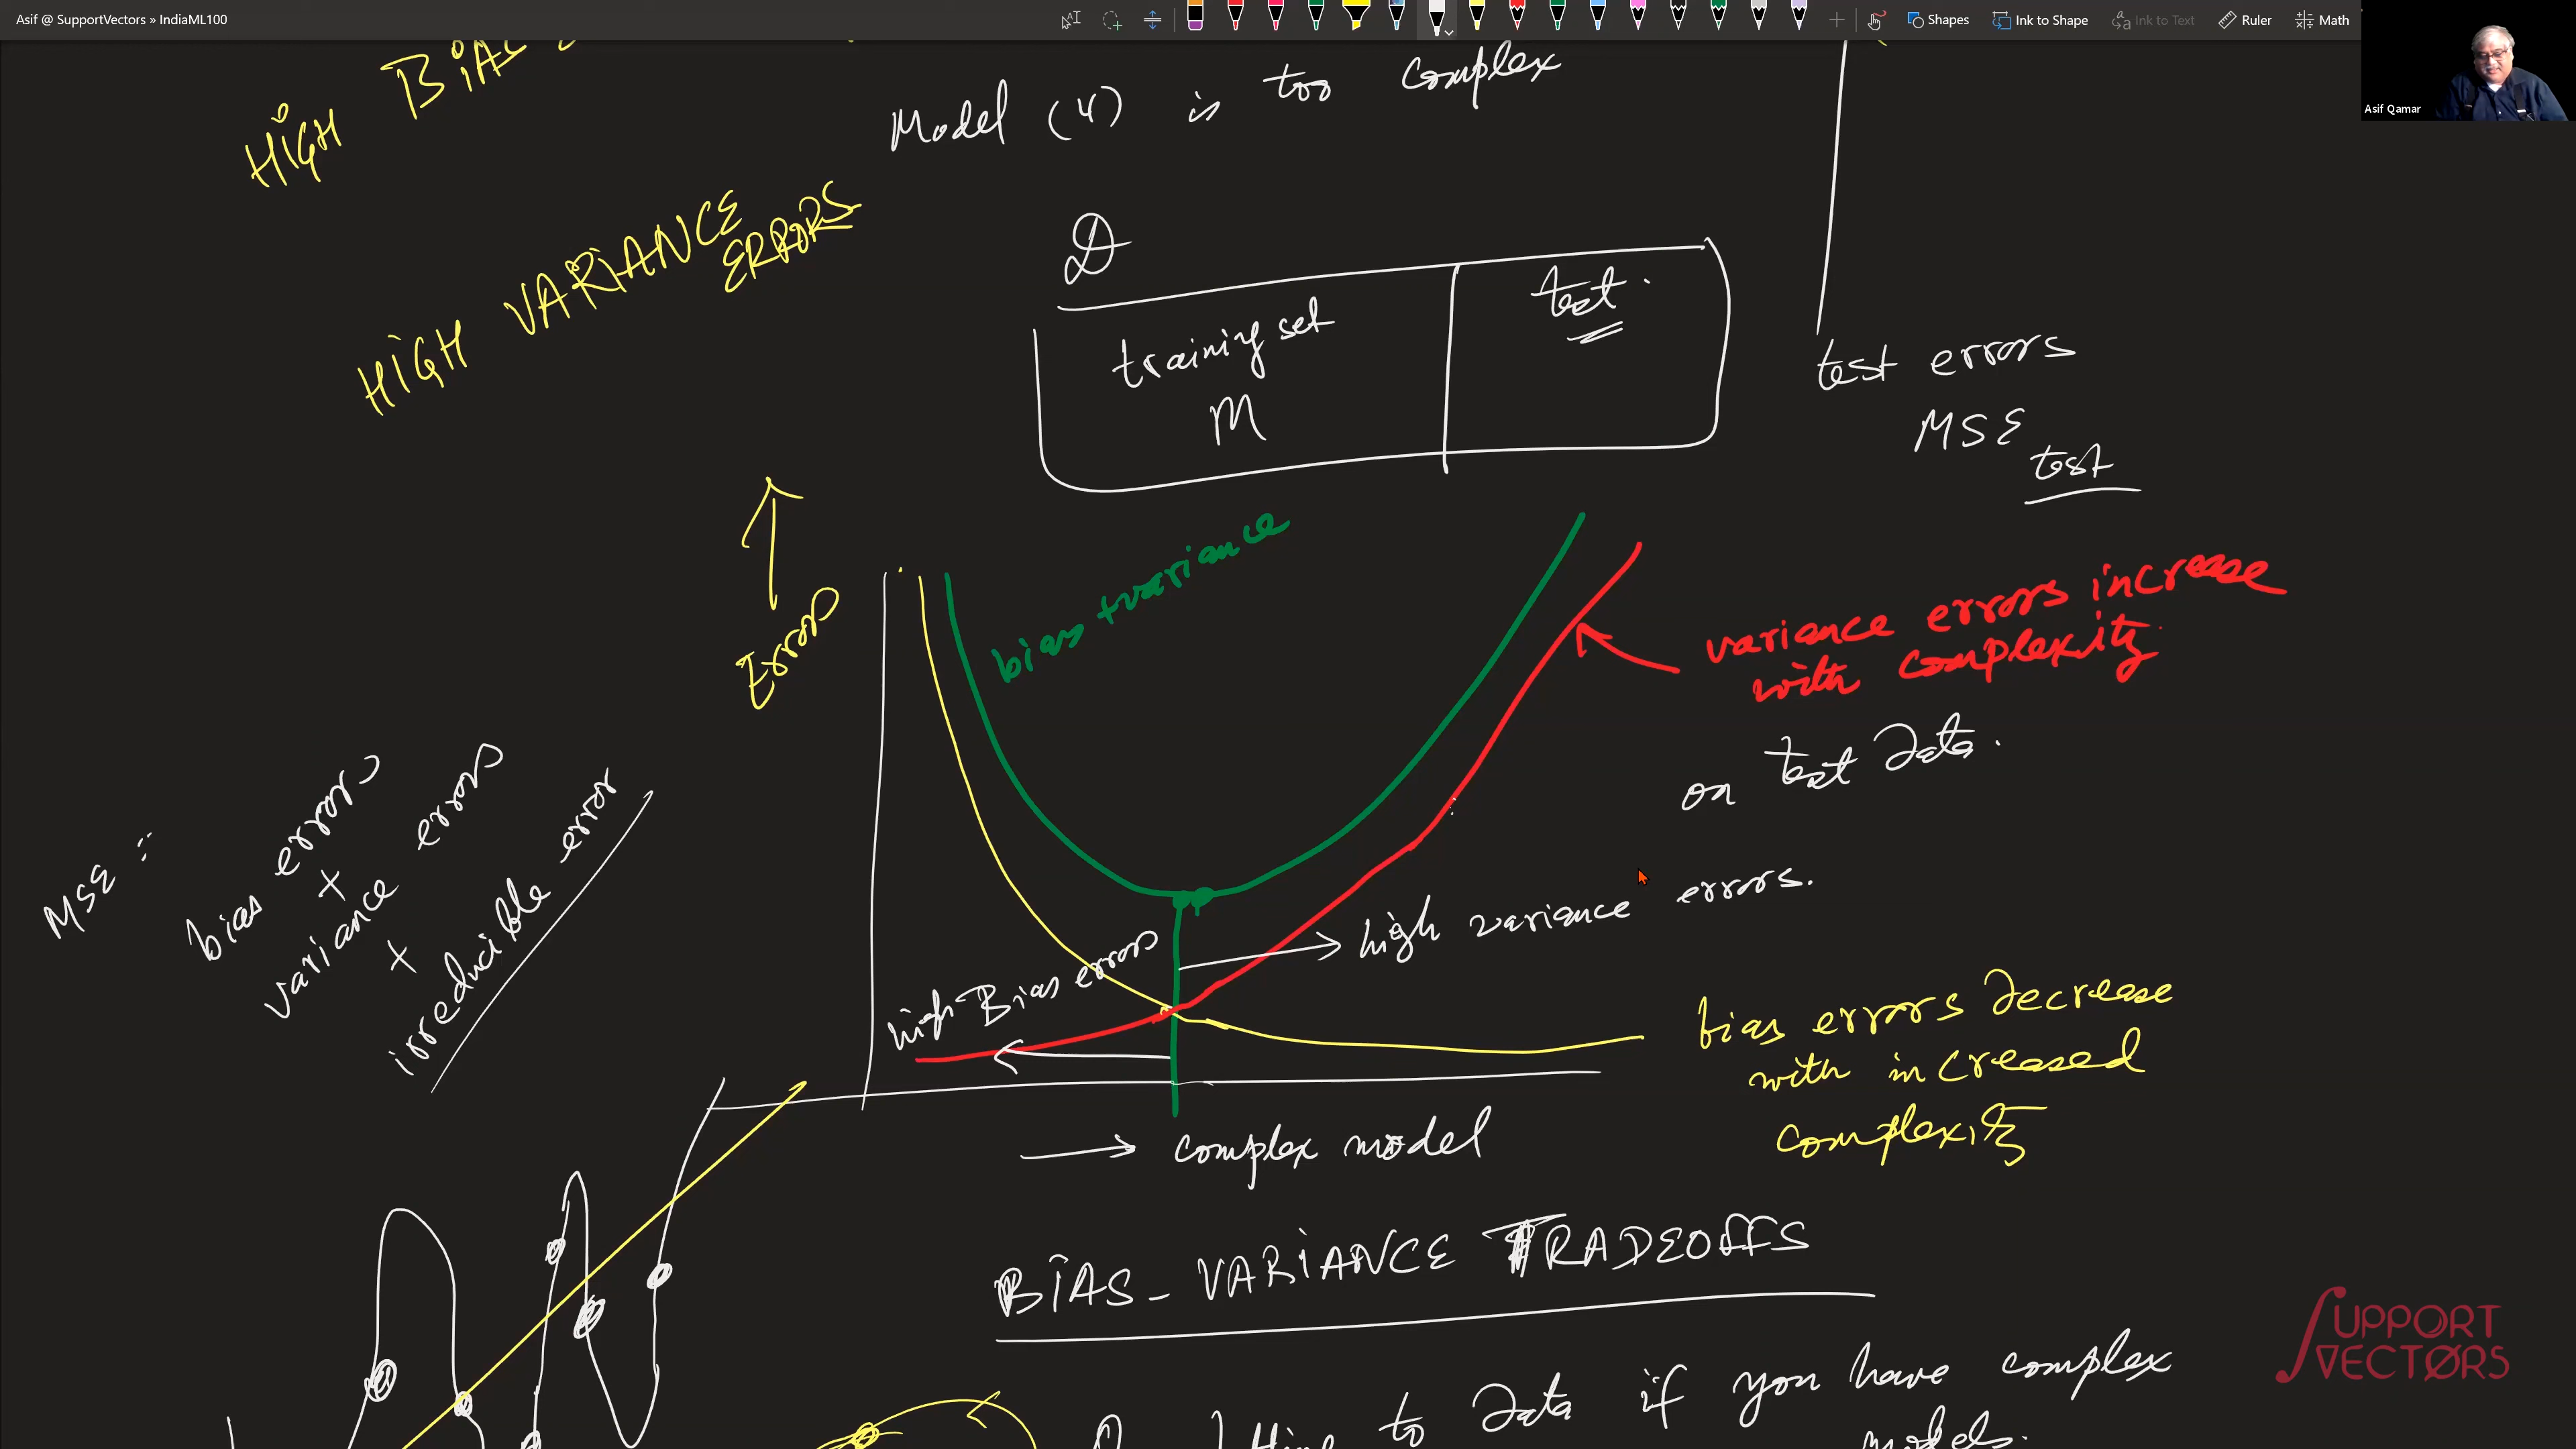 Asif @ SupportVectors » IndiaML100
Shapes
Ink to Shape
Ink to Text
Ruler
Math
Asif Qamar
HIGH BIAS
Model (4) is too complex
HIGH VARIANCE
ERRORS
D
training set
M
test.
test errors
MSE
test
Error
bias + variance
variance errors increase
with complexity
on test data.
MSE =
bias error
+
variance error
+
irreducible error
high Bias errors
high variance errors.
bias errors decrease
with increased
complexity
complex model
BIAS - VARIANCE TRADEOFFS
to data if you have complex
models.
SUPPORT
VECTORS